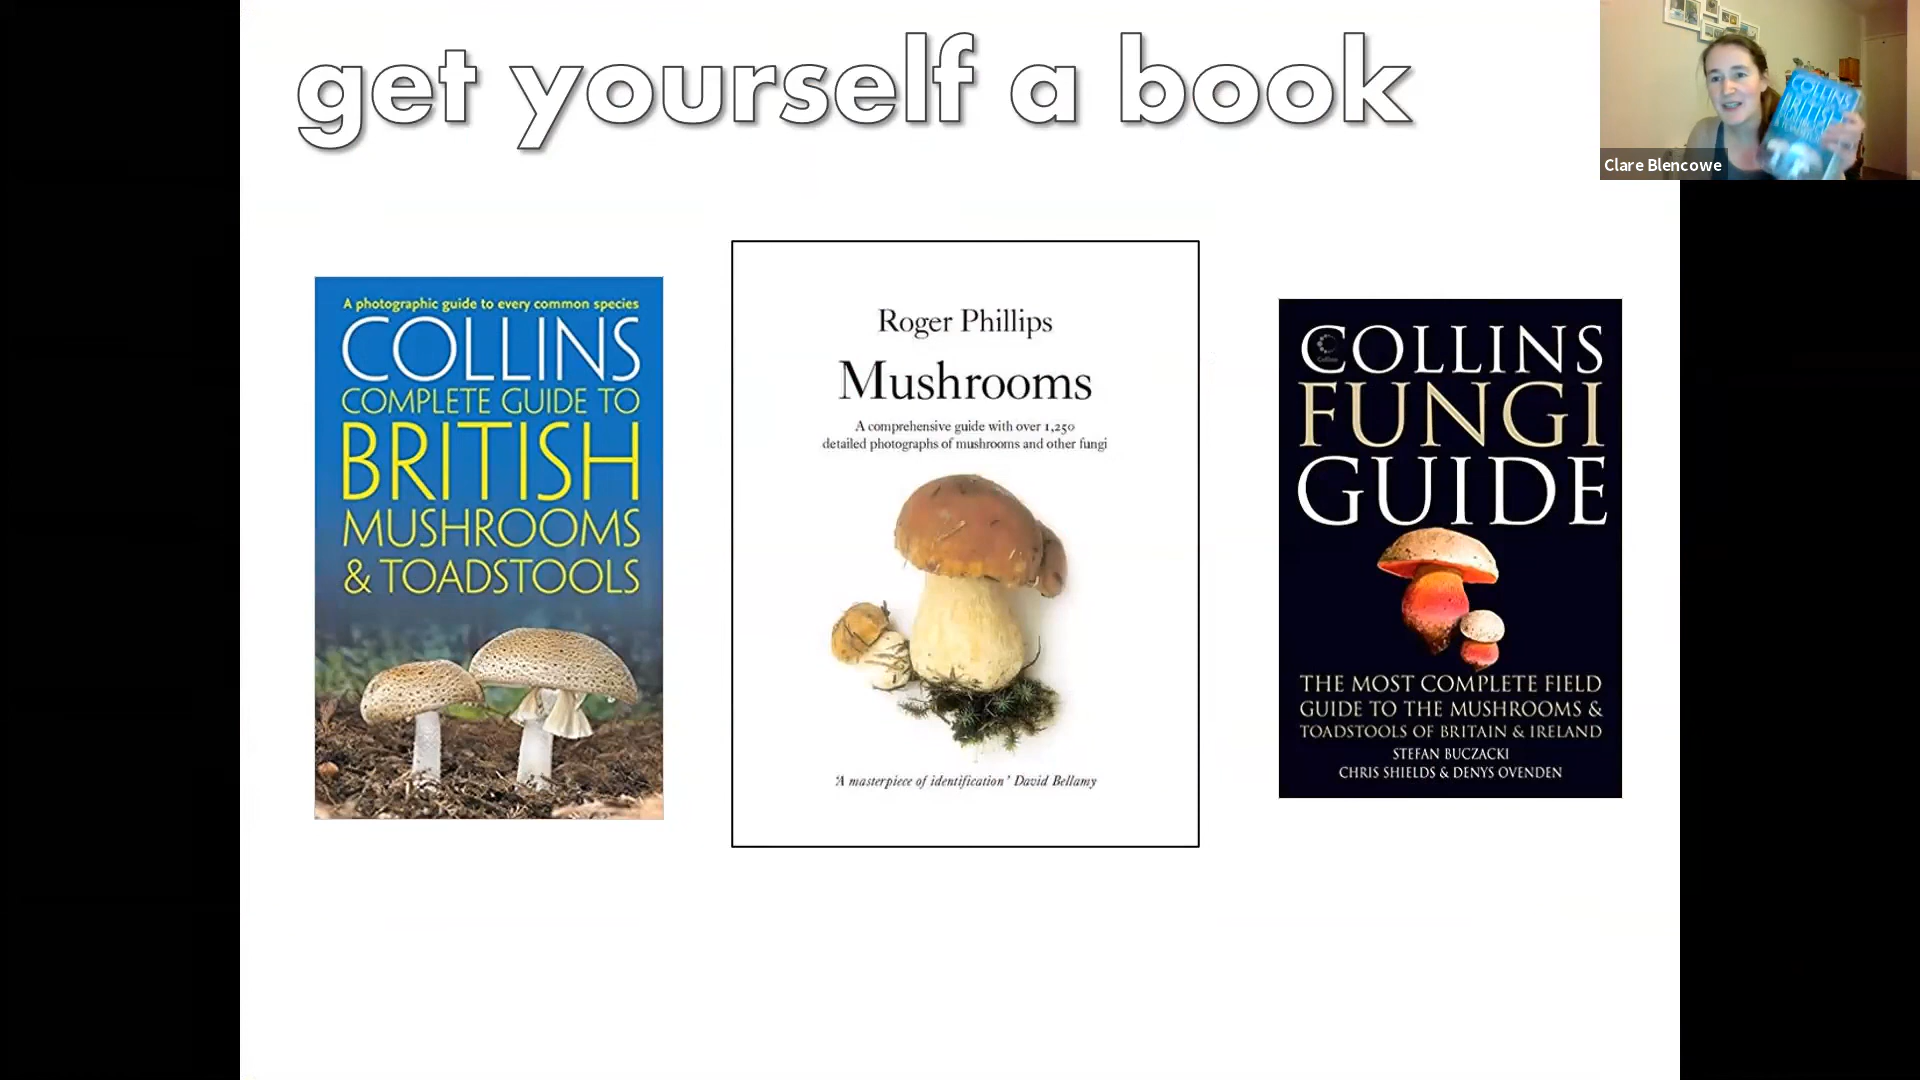 get yourself a book
Clare Blencowe
COLLINS
BRITISH
A photographic guide to every common species
COLLINS
COMPLETE GUIDE TO
BRITISH
MUSHROOMS
& TOADSTOOLS
Roger Phillips
Mushrooms
A comprehensive guide with over 1,250
detailed photographs of mushrooms and other fungi
'A masterpiece of identification' David Bellamy
COLLINS
FUNGI
GUIDE
THE MOST COMPLETE FIELD
GUIDE TO THE MUSHROOMS &
TOADSTOOLS OF BRITAIN & IRELAND
STEFAN BUCZACKI
CHRIS SHIELDS & DENYS OVENDEN